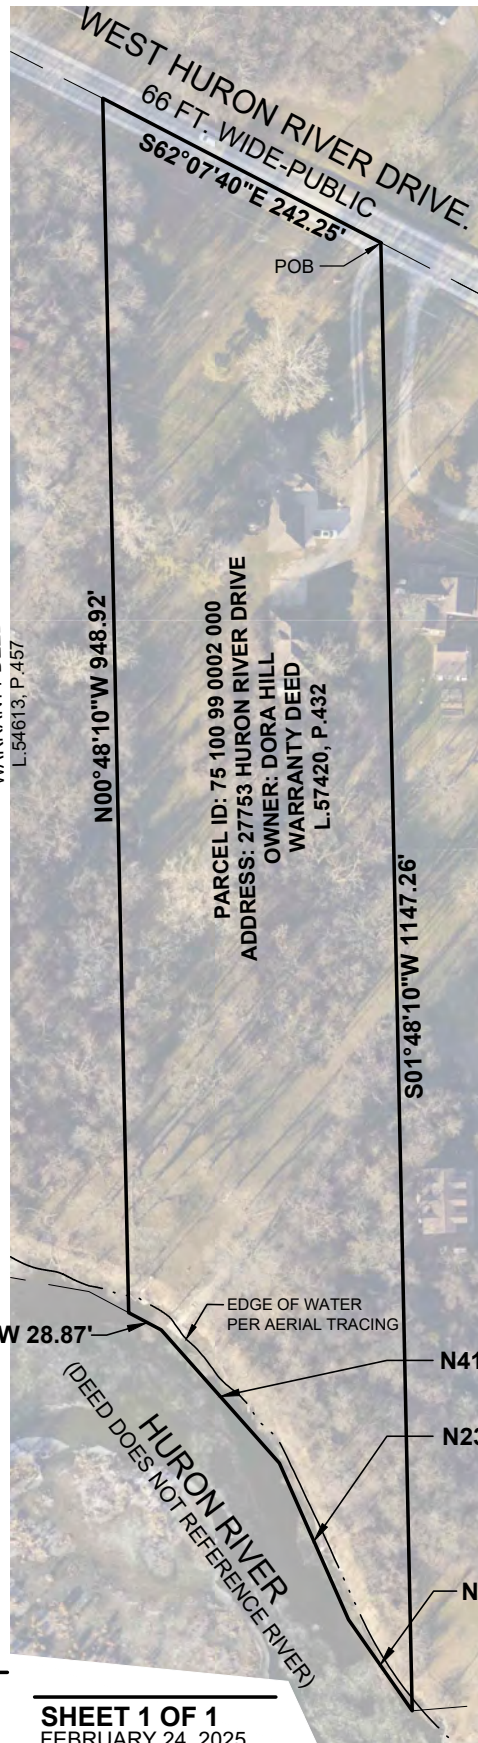 WEST HURON RIVER DRIVE.
66 FT. WIDE-PUBLIC
S62°07'40"E 242.25'
POB
L.54613, P.457
N00°48'10"W 948.92'
PARCEL ID: 75 100 99 0002 000
ADDRESS: 27753 HURON RIVER DRIVE
OWNER: DORA HILL
WARRANTY DEED
L.57420, P.432
S01°48'10"W 1147.26'
EDGE OF WATER
PER AERIAL TRACING
W 28.87'
N41
N23
N
HURON RIVER
(DEED DOES NOT REFERENCE RIVER)
SHEET 1 OF 1
FEBRUARY 24, 2025